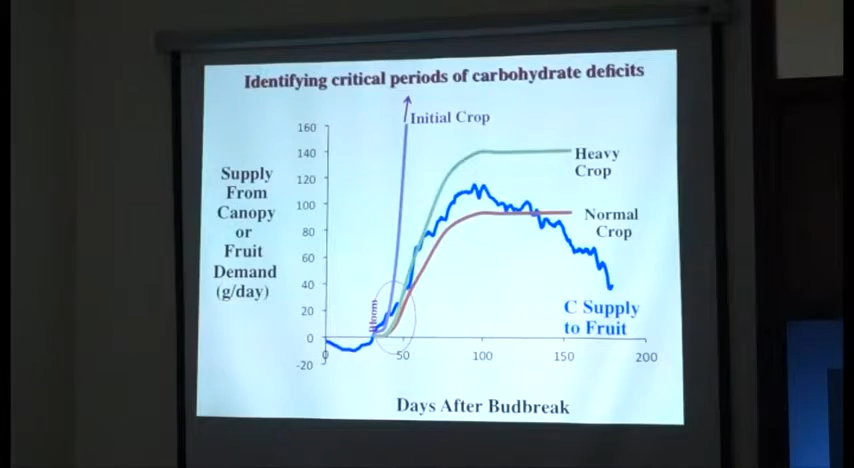 Identifying critical periods of carbohydrate deficits
Initial Crop
160
140
120
100
80
60
40
20
0
-20
Supply
From
Canopy
or
Fruit
Demand
(g/day)
Heavy
Crop
Normal
Crop
Bloom
C Supply
to Fruit
0
50
100
150
200
Days After Budbreak